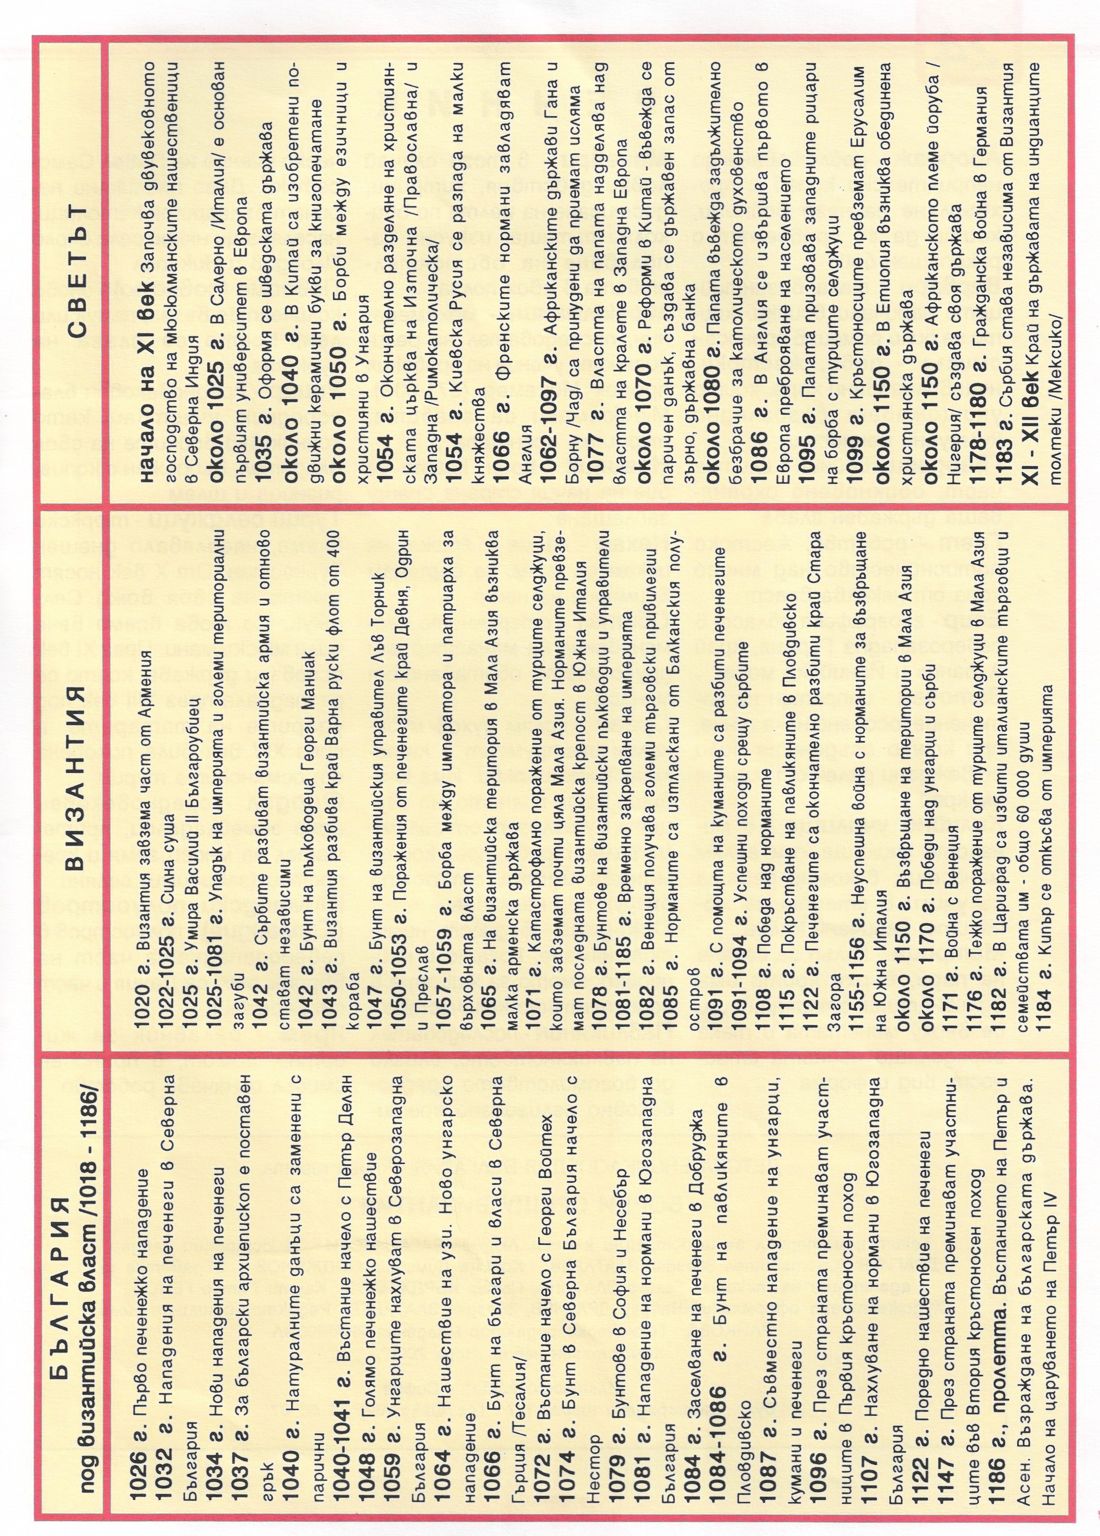 БЪЛГАРИЯ
под византийска власт /1018 - 1186/
1026 г. Първо печенежко нападение
1032 г. Нападения на печенеги в Северна
България
1034 г. Нови нападения на печенеги
1037 г. За български архиепископ е поставен
грък
1040 г. Натуралните данъци са заменени с
парични
1040-1041 г. Въстание начело с Петър Делян
1048 г. Голямо печенежко нашествие
1059 г. Унгарците нахлуват в Северозападна
България
1064 г. Нашествие на узи. Ново унгарско
нападение
1066 г. Бунт на българи и власи в Северна
Гърция /Тесалия/
1072 г. Въстание начело с Георги Войтех
1074 г. Бунт в Северна България начело с
Нестор
1079 г. Бунтове в София и Несебър
1081 г. Нападение на нормани в Югозападна
България
1084 г. Заселване на печенеги в Добруджа
1084-1086 г. Бунт на павликяните в
Пловдивско
1087 г. Съвместно нападение на унгарци,
кумани и печенеги
1096 г. През страната преминават участ-
ниците в Първия Кръстоносен поход
1107 г. Нахлуване на нормани в Югозападна
България
1122 г. Поредно нашествие на печенеги
1147 г. През страната преминават участни-
ците във Втория Кръстоносен поход
1186 г., пролетта. Въстанието на Петър и
Асен. Възраждане на българската държава.
Начало на царуването на Петър IV
ВИЗАНТИЯ
1020 г. Византия завзема част от Армения
1022-1025 г. Силна суша
1025 г. Умира Василий II Българоубиец
1025-1081 г. Упадък на империята и големи териториални
загуби
1042 г. Сърбите разбиват византийска армия и отново
стават независими
1042 г. Бунт на пълководеца Георги Маниак
1043 г. Византия разбива край Варна руски флот от 400
кораба
1047 г. Бунт на византийския управител Лъв Торник
1050-1053 г. Поражения от печенегите край Девня, Одрин
и Преслав
1057-1059 г. Борба между император и патриарха за
върховната власт
1065 г. На византийска територия в Мала Азия възниква
малка арменска държава
1071 г. Катастрофално поражение от турците селджуци,
които завземат почти цяла Мала Азия. Норманите превзе-
мат последната византийска крепост в Южна Италия
1078 г. Бунтове на византийски пълководци и управители
1081-1185 г. Временно закрепване на империята
1082 г. Венеция получава големи търговски привилегии
1085 г. Норманите са изтласкани от Балканския полу-
остров
1091 г. С помощта на куманите са разбити печенегите
1091-1094 г. Успешни походи срещу сърбите
1108 г. Победа над норманите
1115 г. Покръстване на павликяните в Пловдивско
1122 г. Печенегите са окончателно разбити край Стара
Загора
1155-1156 г. Неуспешна война с норманите за възвръщане
на Южна Италия
около 1150 г. Възвръщане на територии в Мала Азия
около 1170 г. Победи над унгарци и сърби
1171 г. Война с Венеция
1176 г. Тежко поражение от турците селджуци в Мала Азия
1182 г. В Цариград са избити италианските търговци и
семействата им - общо 60 000 души
1184 г. Кипър се откъсва от империята
СВЕТЪТ
начало на XI век Започва двувековното
господство на мюсюлманските нашественици
в Северна Индия
около 1025 г. В Салерно /Италия/ е основан
първият университет в Европа
1035 г. Оформя се шведската държава
около 1040 г. В Китай са изобретени по-
движни керамични букви за книгопечатане
около 1050 г. Борби между езичници и
християни в Унгария
1054 г. Окончателно разделяне на християн-
ската църква на Източна /Православна/ и
Западна /Римокатолическа/
1054 г. Киевска Русия се разпада на малки
княжества
1066 г. Френските нормани завладяват
Англия
1062-1097 г. Африканските държави Гана и
Борну /Чад/ са принудени да приемат исляма
1077 г. Властта на папата надделява над
властта на кралете в Западна Европа
около 1070 г. Реформи в Китай - въвежда се
паричен данък, създава се държавен запас от
зърно, държавна банка
около 1080 г. Папата въвежда задължително
безбрачие за католическото духовенство
1086 г. В Англия се извършва първото в
Европа преброяване на населението
1095 г. Папата призовава западните рицари
на борба с турците селджуци
1099 г. Кръстоносците превземат Ерусалим
около 1150 г. В Етиопия възниква обединена
християнска държава
около 1150 г. Африканското племе йоруба /
Нигерия/ създава своя държава
1178-1180 г. Гражданска война в Германия
1183 г. Сърбия става независима от Византия
XI - XII век Край на държавата на индианците
толтеки /Мексико/